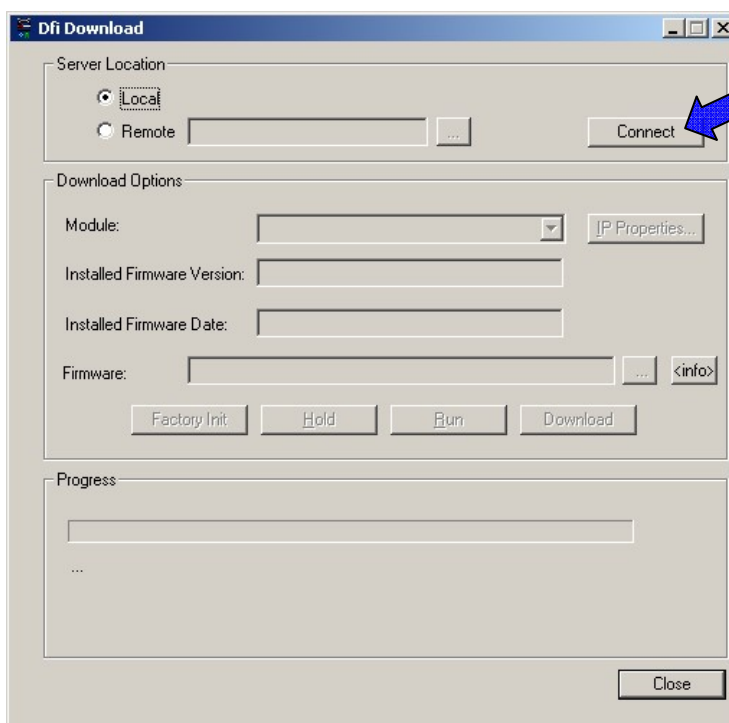 Dfi Download
Server Location
Local
Remote ... Connect
Download Options
Module: IP Properties...
Installed Firmware Version:
Installed Firmware Date:
Firmware: ... <info>
Factory Init Hold Run Download
Progress
...
Close